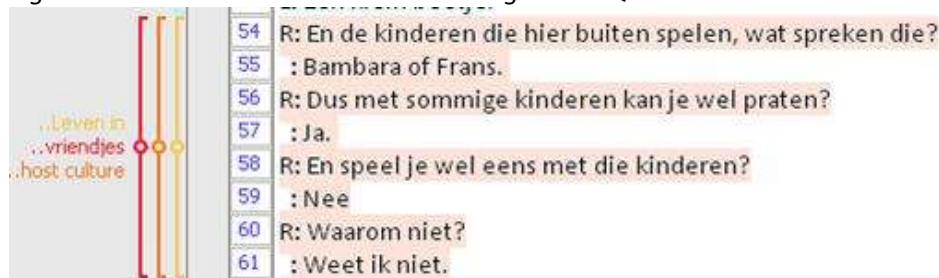 ..Leven in
..vriendjes
..host culture
54 R: En de kinderen die hier buiten spelen, wat spreken die?
55 : Bambara of Frans.
56 R: Dus met sommige kinderen kan je wel praten?
57 : Ja.
58 R: En speel je wel eens met die kinderen?
59 : Nee
60 R: Waarom niet?
61 : Weet ik niet.